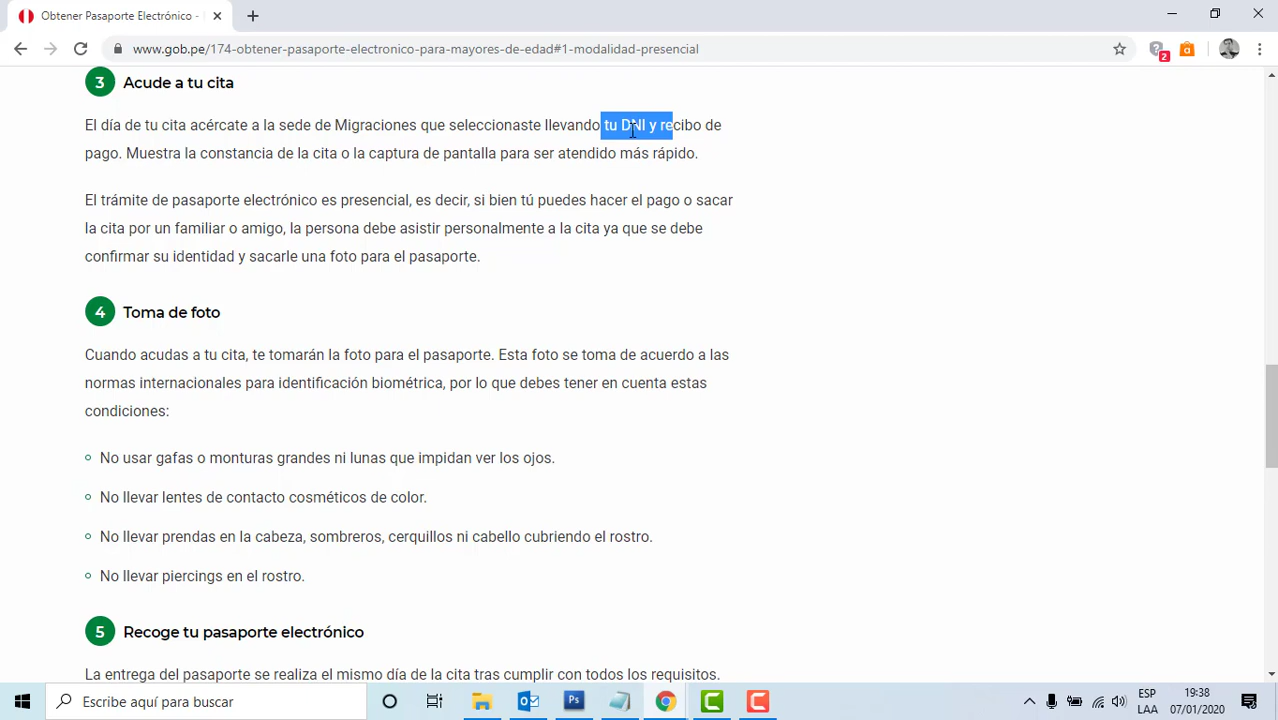 Obtener Pasaporte Electrónico -
www.gob.pe/174-obtener-pasaporte-electronico-para-mayores-de-edad#1-modalidad-presencial
2
3 Acude a tu cita
El día de tu cita acércate a la sede de Migraciones que seleccionaste llevando tu DNI y recibo de
pago. Muestra la constancia de la cita o la captura de pantalla para ser atendido más rápido.
El trámite de pasaporte electrónico es presencial, es decir, si bien tú puedes hacer el pago o sacar
la cita por un familiar o amigo, la persona debe asistir personalmente a la cita ya que se debe
confirmar su identidad y sacarle una foto para el pasaporte.
4 Toma de foto
Cuando acudas a tu cita, te tomarán la foto para el pasaporte. Esta foto se toma de acuerdo a las
normas internacionales para identificación biométrica, por lo que debes tener en cuenta estas
condiciones:
No usar gafas o monturas grandes ni lunas que impidan ver los ojos.
No llevar lentes de contacto cosméticos de color.
No llevar prendas en la cabeza, sombreros, cerquillos ni cabello cubriendo el rostro.
No llevar piercings en el rostro.
5 Recoge tu pasaporte electrónico
La entrega del pasaporte se realiza el mismo día de la cita tras cumplir con todos los requisitos.
Escribe aquí para buscar
Ps
ESP
LAA
19:38
07/01/2020